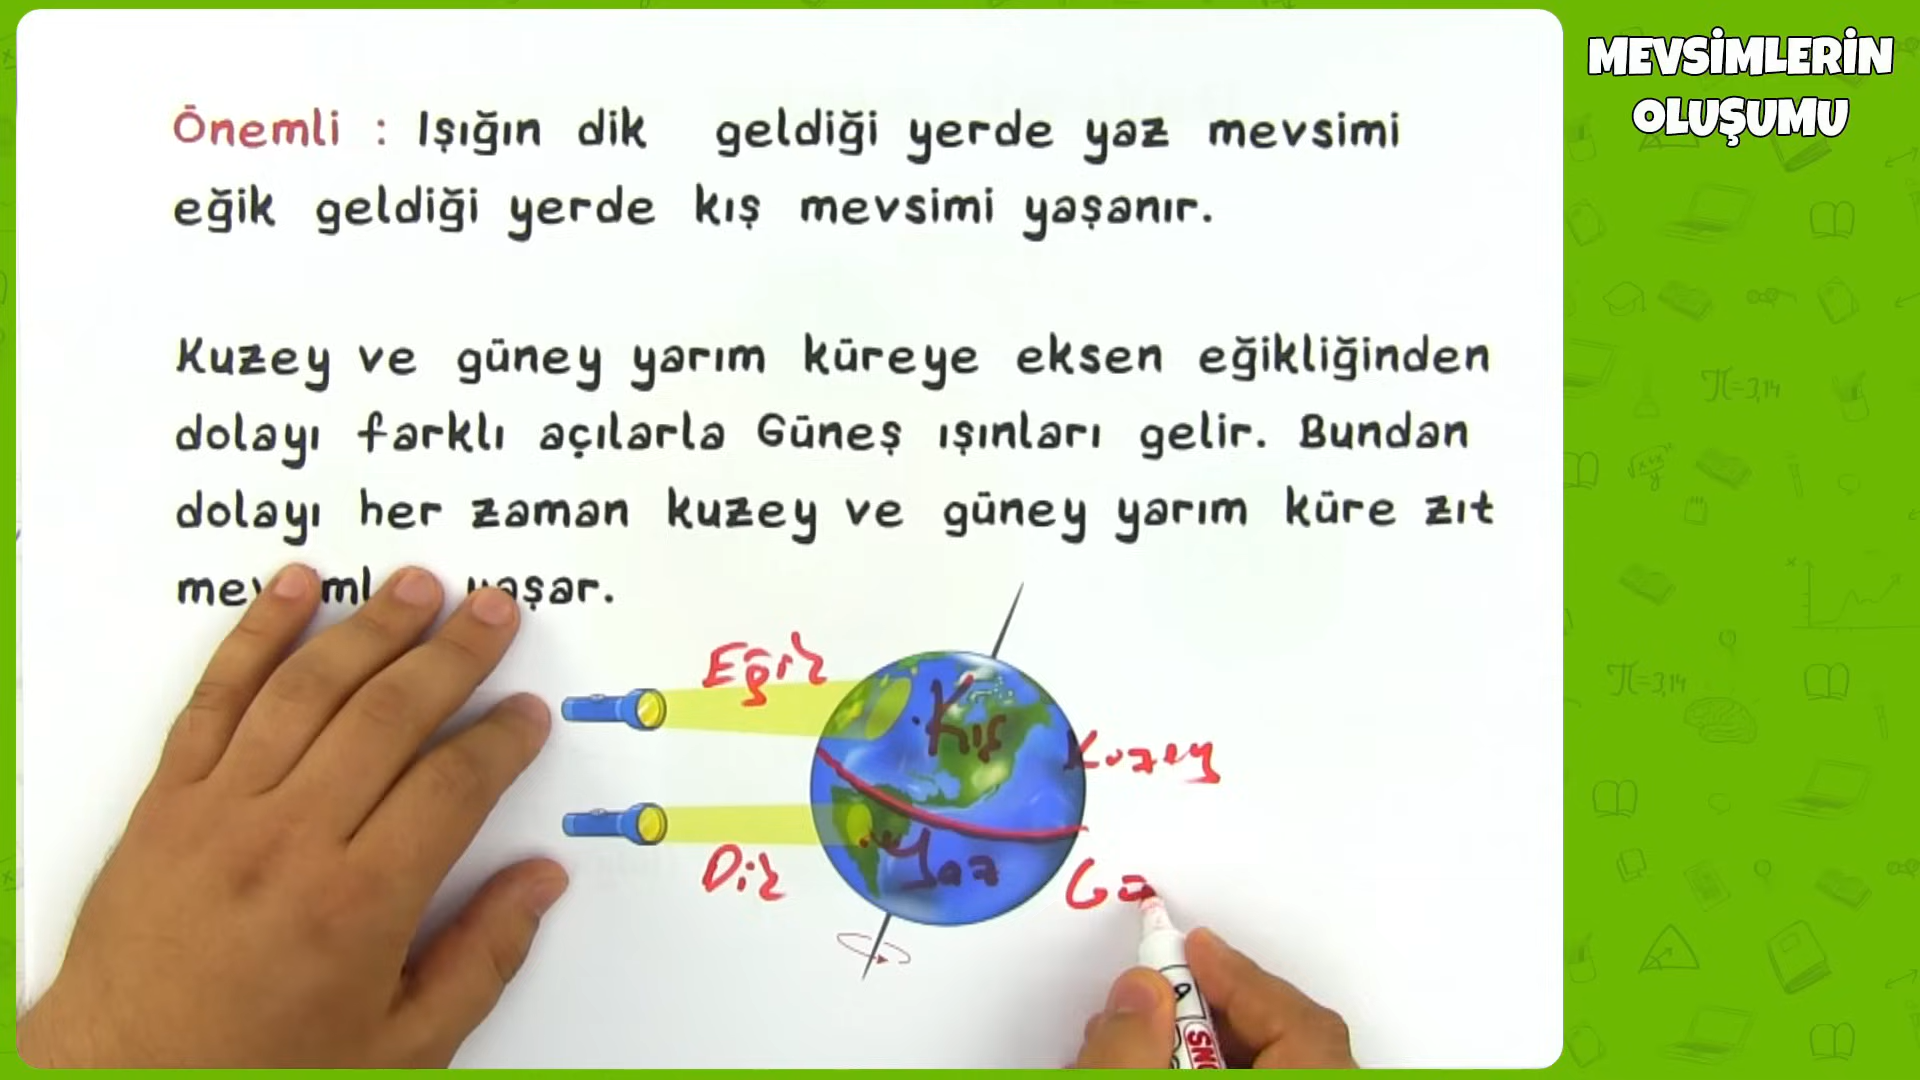 MEVSİMLERİN
OLUŞUMU
Önemli : Işığın dik geldiği yerde yaz mevsimi
eğik geldiği yerde kış mevsimi yaşanır.
Kuzey ve güney yarım küreye eksen eğikliğinden
dolayı farklı açılarla Güneş ışınları gelir. Bundan
dolayı her zaman kuzey ve güney yarım küre zıt
yaşar.
Eğik
Kış
Kuzey
Dik
Yaz
Gü